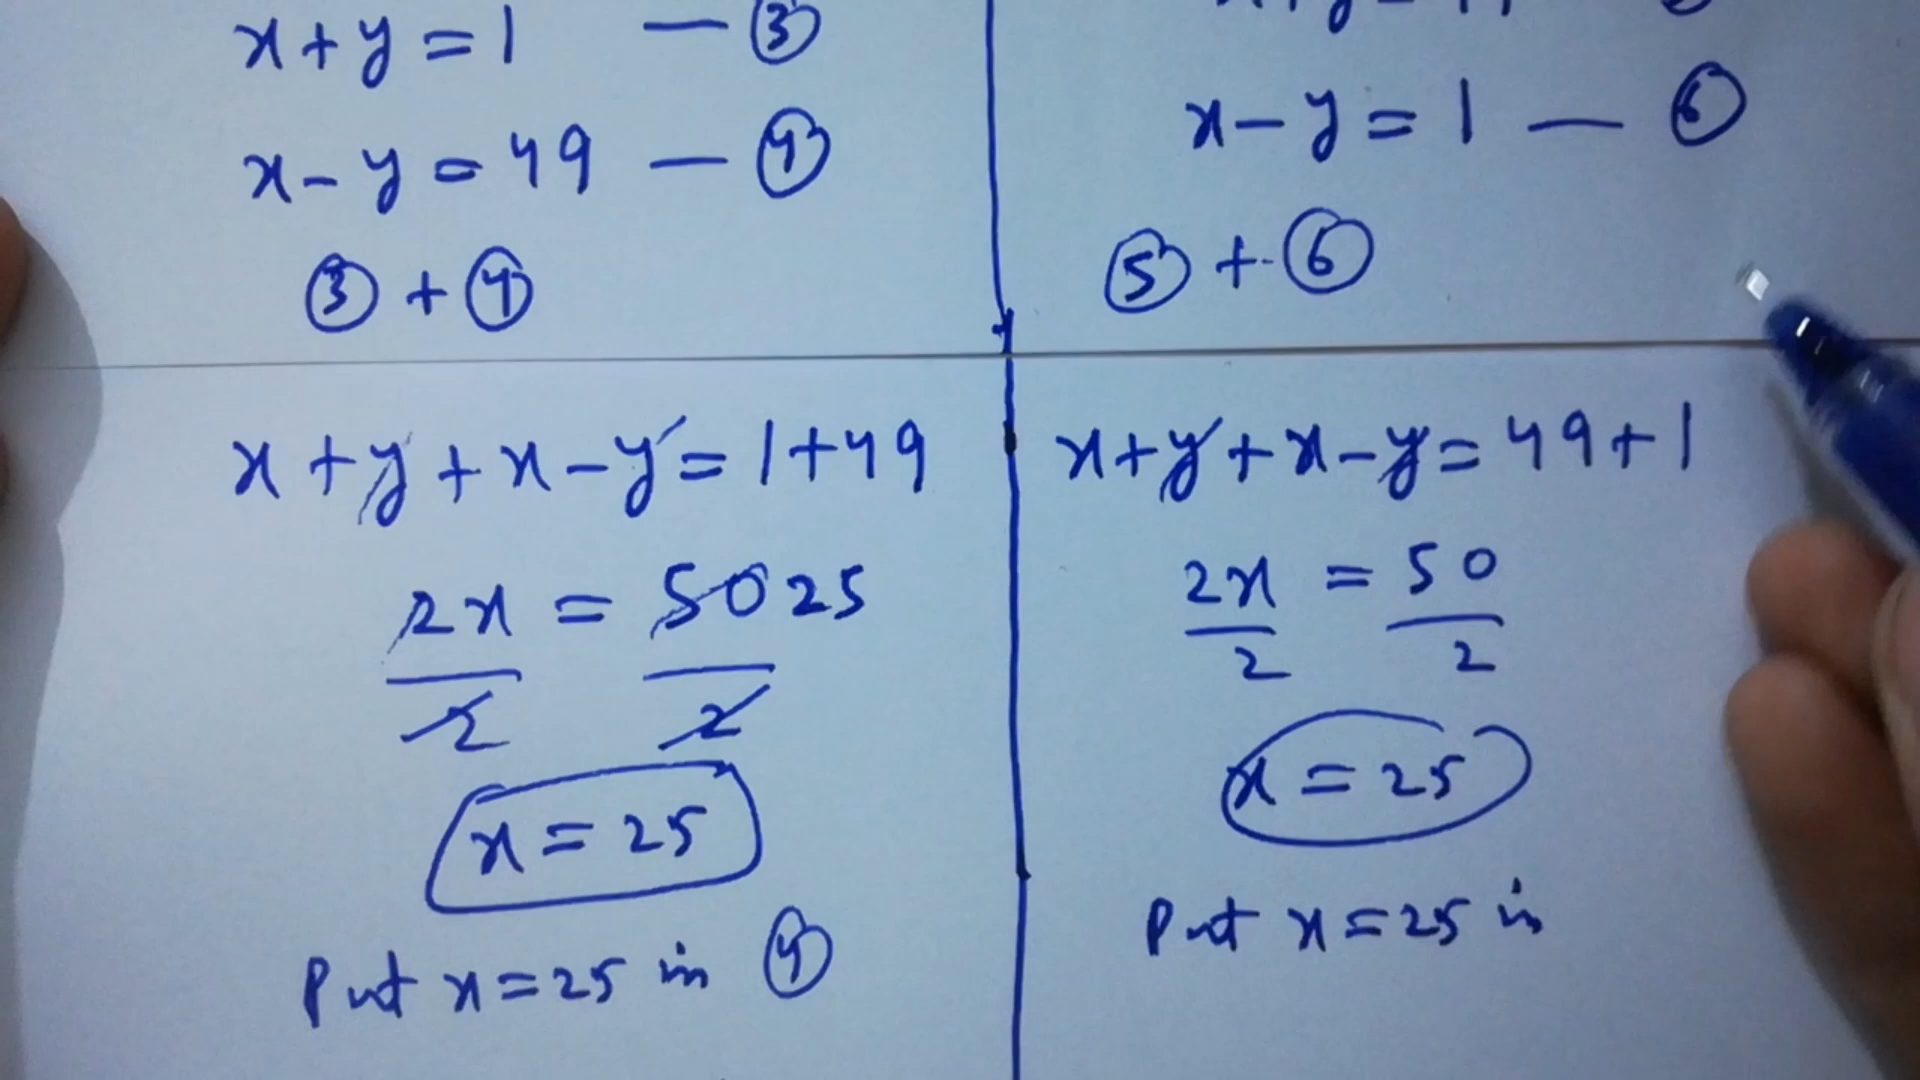 x + y = 1 — ③
x - y = 49 — ④
③ + ④
x + y + x - y = 1 + 49
2x = 50 25
2 2
x = 25
Put x = 25 in ④
x - y = 1 — ⑥
⑤ + ⑥
x + y + x - y = 49 + 1
2x = 50
2 2
x = 25
Put x = 25 in